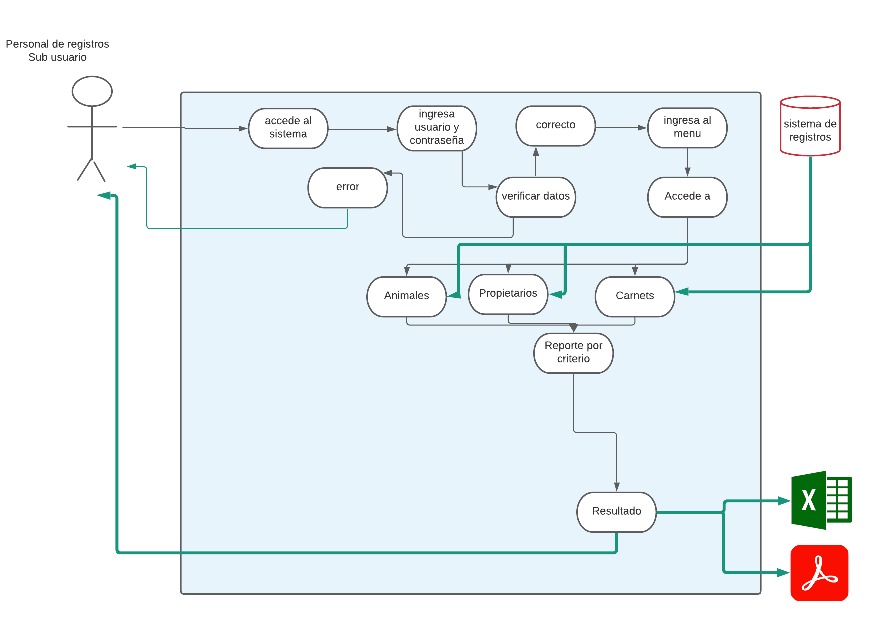 Personal de registros
Sub usuario
accede al
sistema
ingresa
usuario y
contraseña
correcto
ingresa al
menu
sistema de
registros
error
verificar datos
Accede a
Animales
Propietarios
Carnets
Reporte por
criterio
Resultado
X